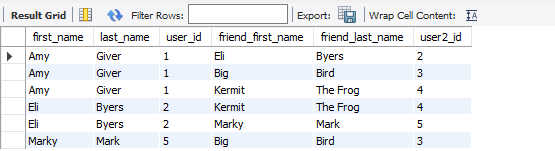 Result Grid Filter Rows: Export: Wrap Cell Content:
first_name last_name user_id friend_first_name friend_last_name user2_id
Amy Giver 1 Eli Byers 2
Amy Giver 1 Big Bird 3
Amy Giver 1 Kermit The Frog 4
Eli Byers 2 Kermit The Frog 4
Eli Byers 2 Marky Mark 5
Marky Mark 5 Big Bird 3